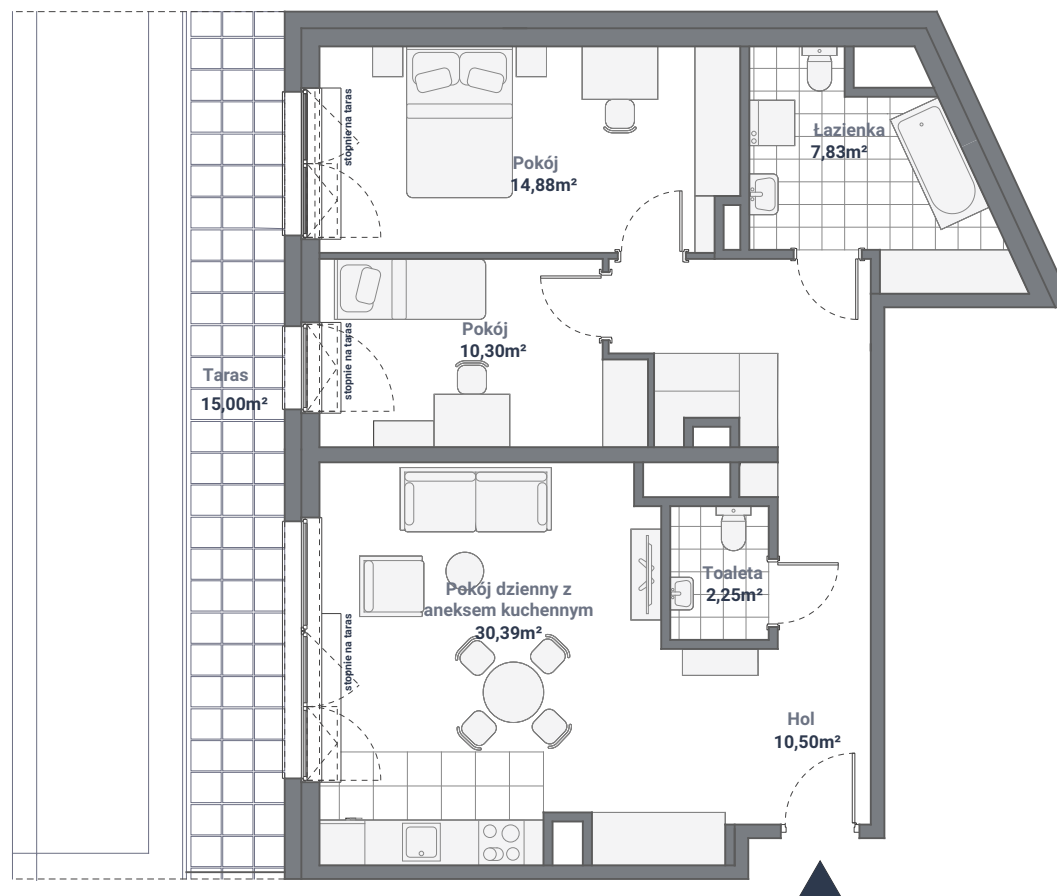 stopnie na taras
Łazienka
7,83m²
Pokój
14,88m²
Pokój
10,30m²
stopnie na taras
Taras
15,00m²
Toaleta
2,25m²
Pokój dzienny z
aneksem kuchennym
30,39m²
stopnie na taras
Hol
10,50m²